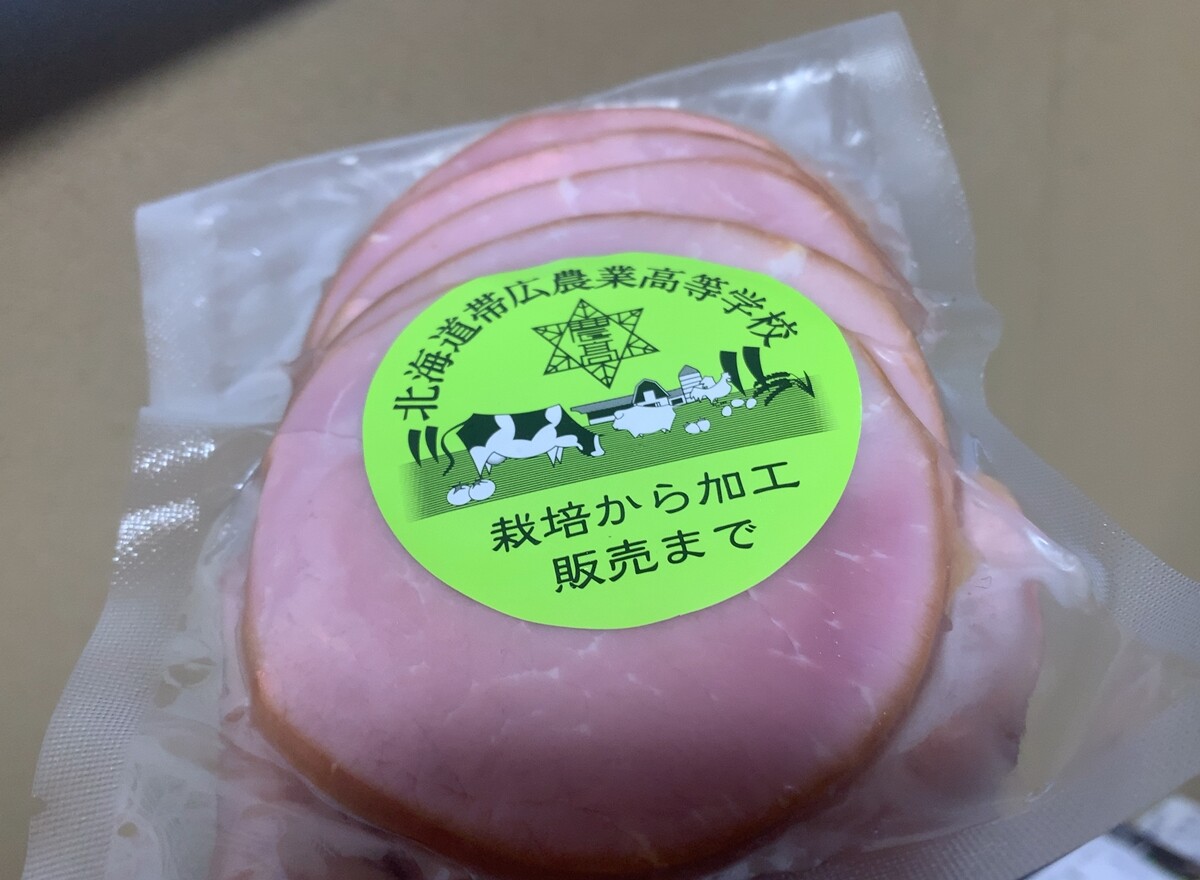 北海道帯広農業高等学校
農高
栽培から加工
販売まで